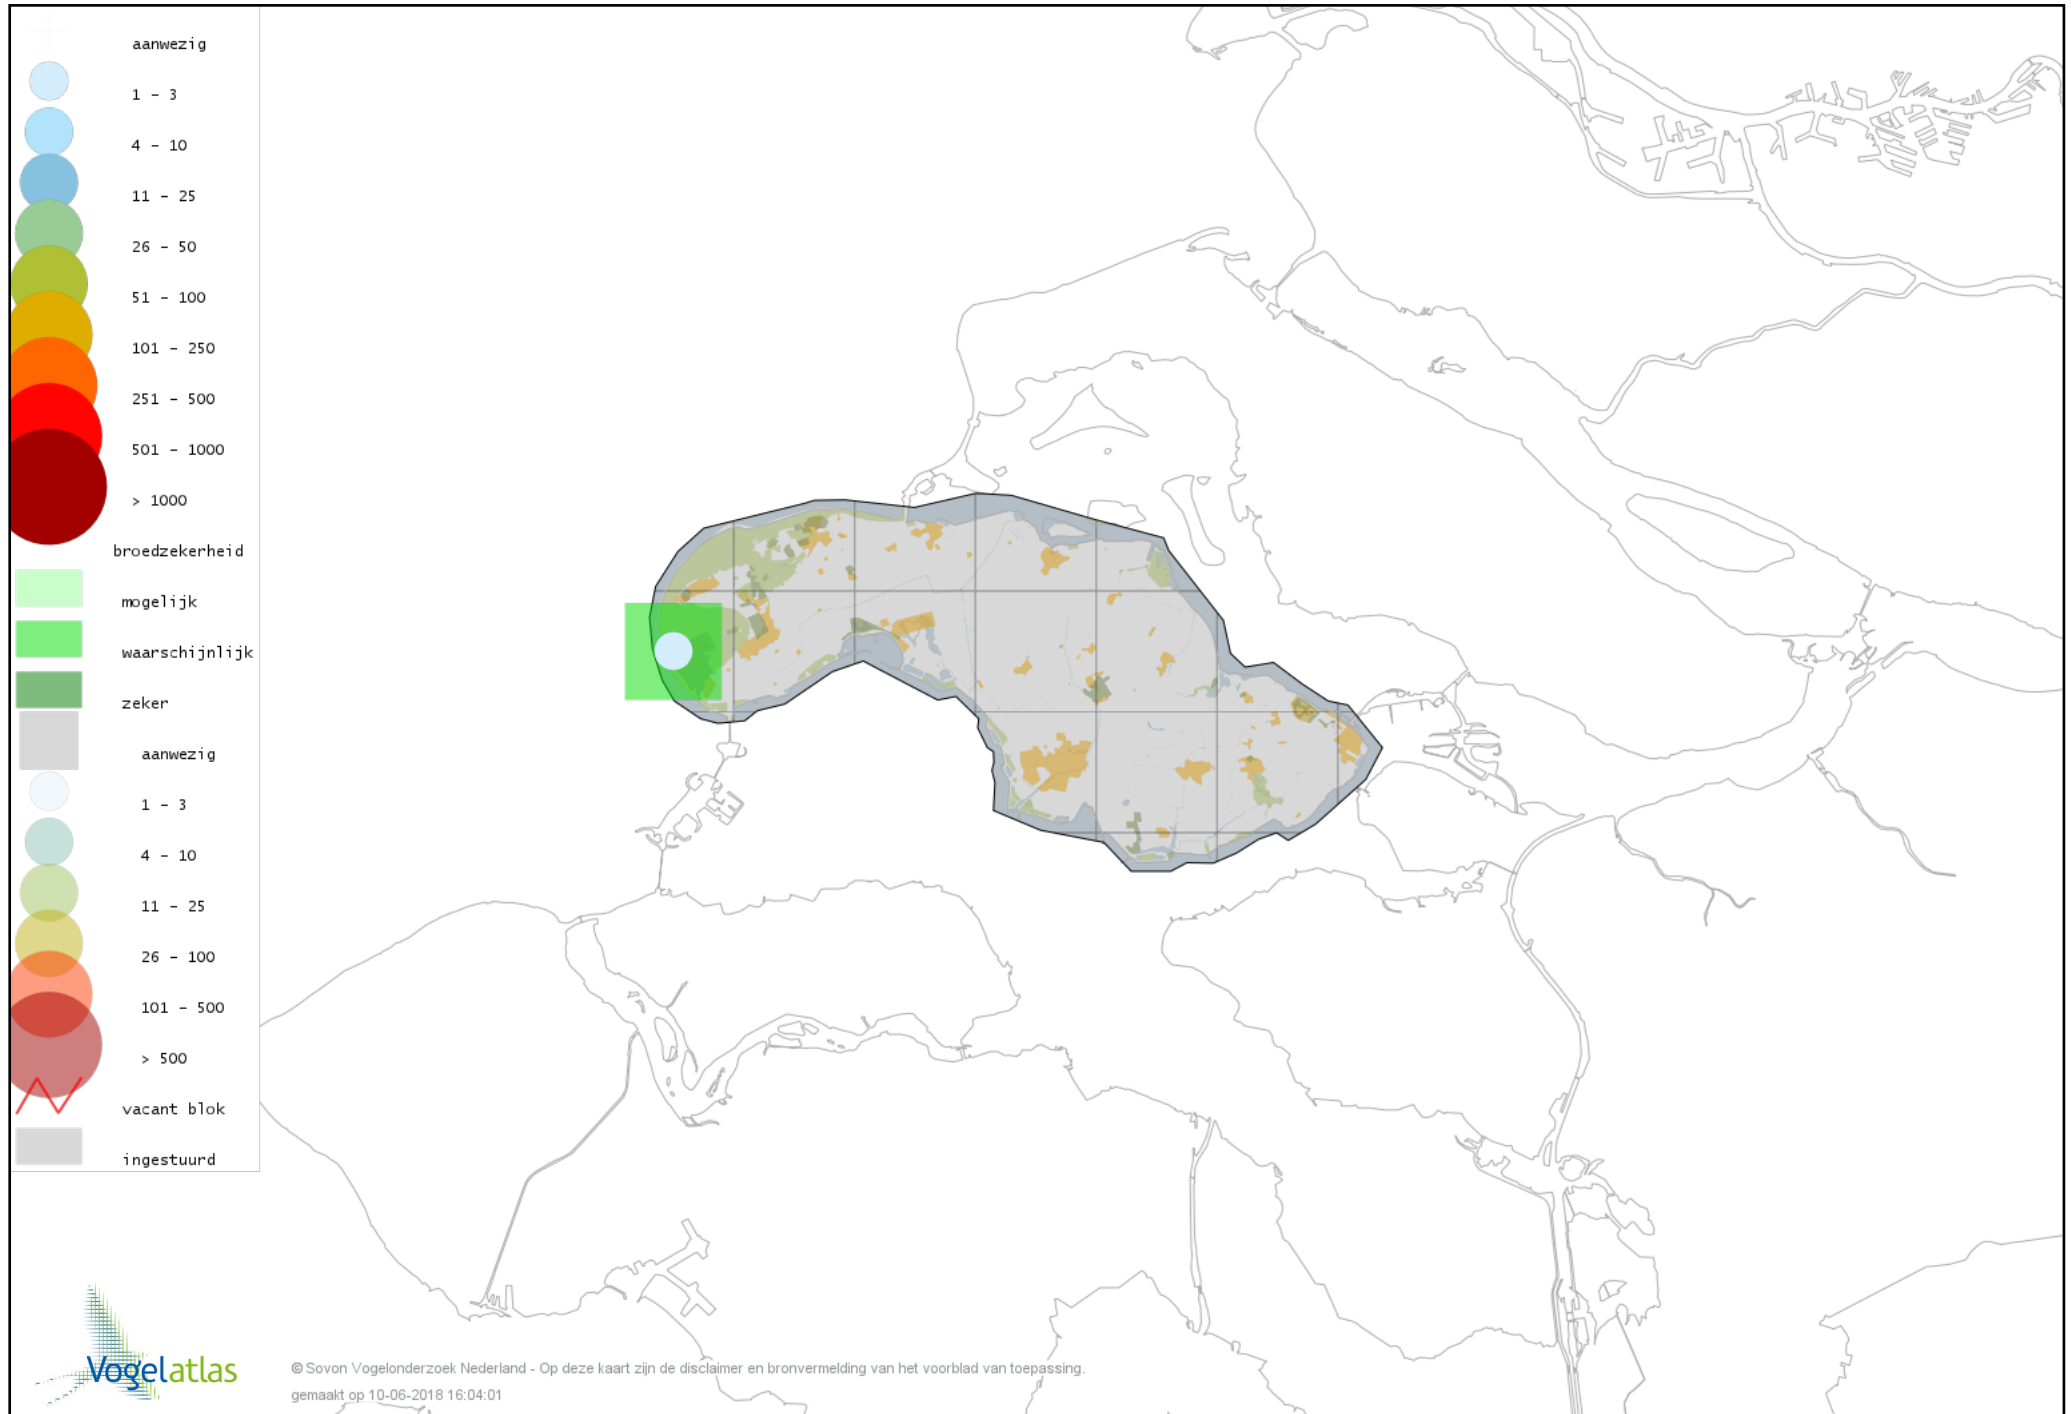 aanwezig
1 - 3
4 - 10
11 - 25
26 - 50
51 - 100
101 - 250
251 - 500
501 - 1000
> 1000
broedzekerheid
mogelijk
waarschijnlijk
zeker
aanwezig
1 - 3
4 - 10
11 - 25
26 - 100
101 - 500
> 500
vacant blok
ingestuurd
Vogelatlas
© Sovon Vogelonderzoek Nederland - Op deze kaart zijn de disclaimer en bronvermelding van het voorblad van toepassing.
gemaakt op 10-06-2018 16:04:01